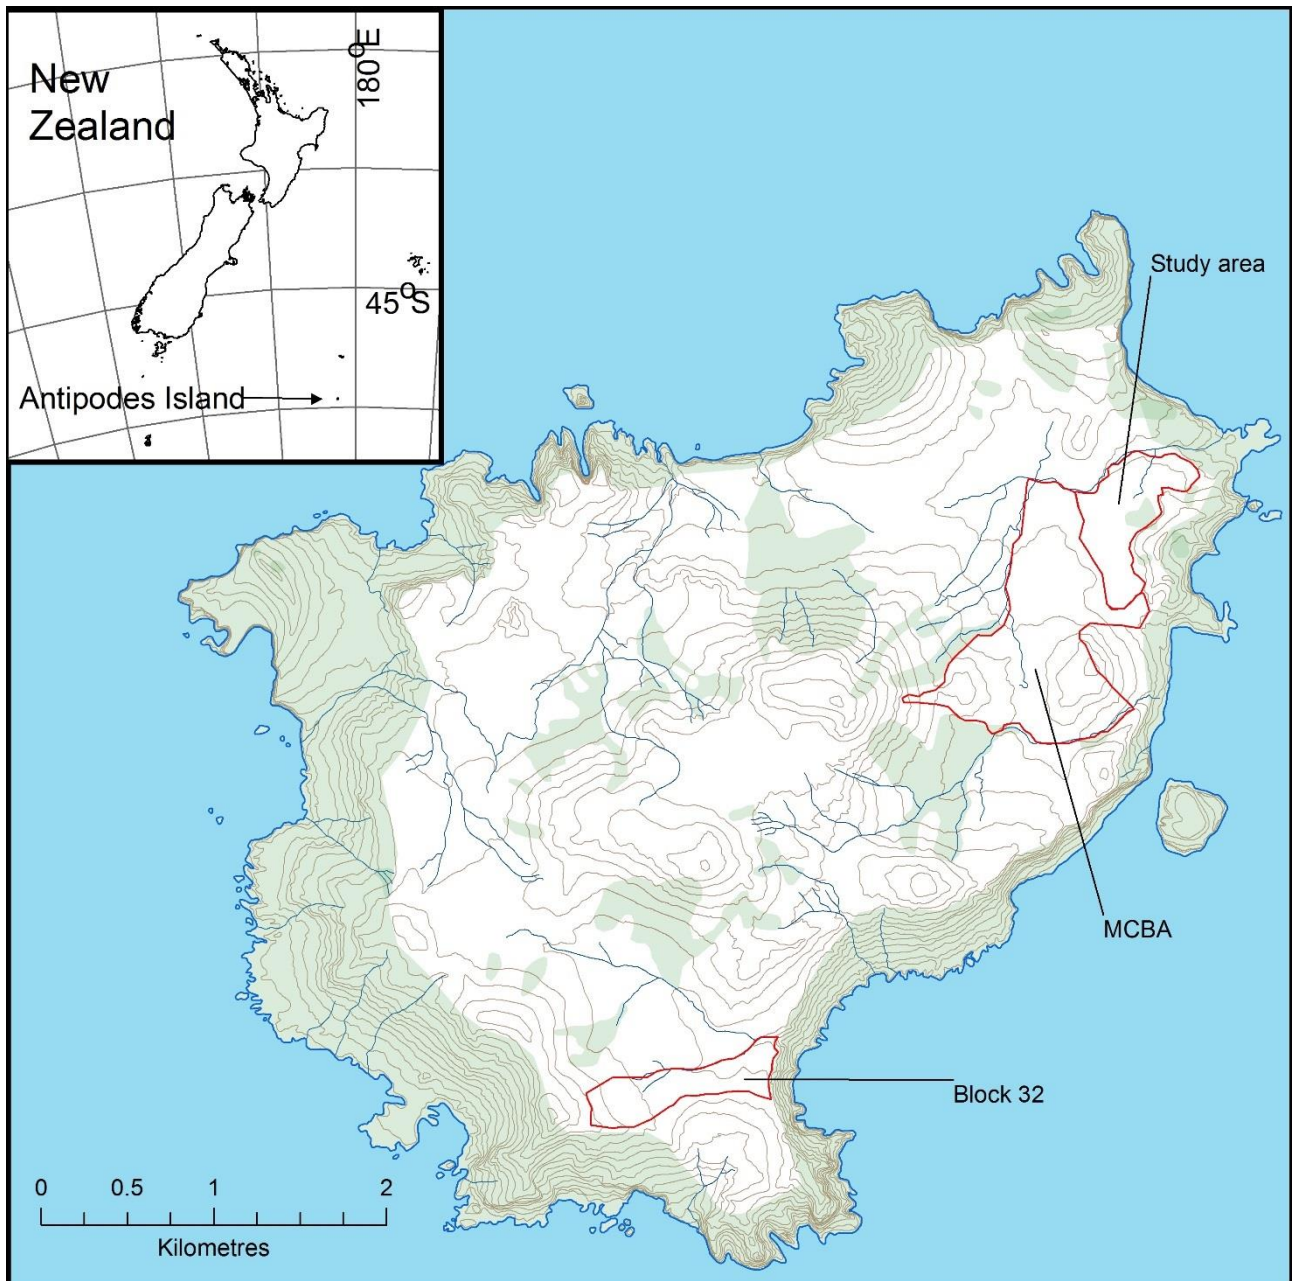 New
Zealand
180°E
45°S
Antipodes Island
Study area
MCBA
Block 32
0 0.5 1 2
Kilometres